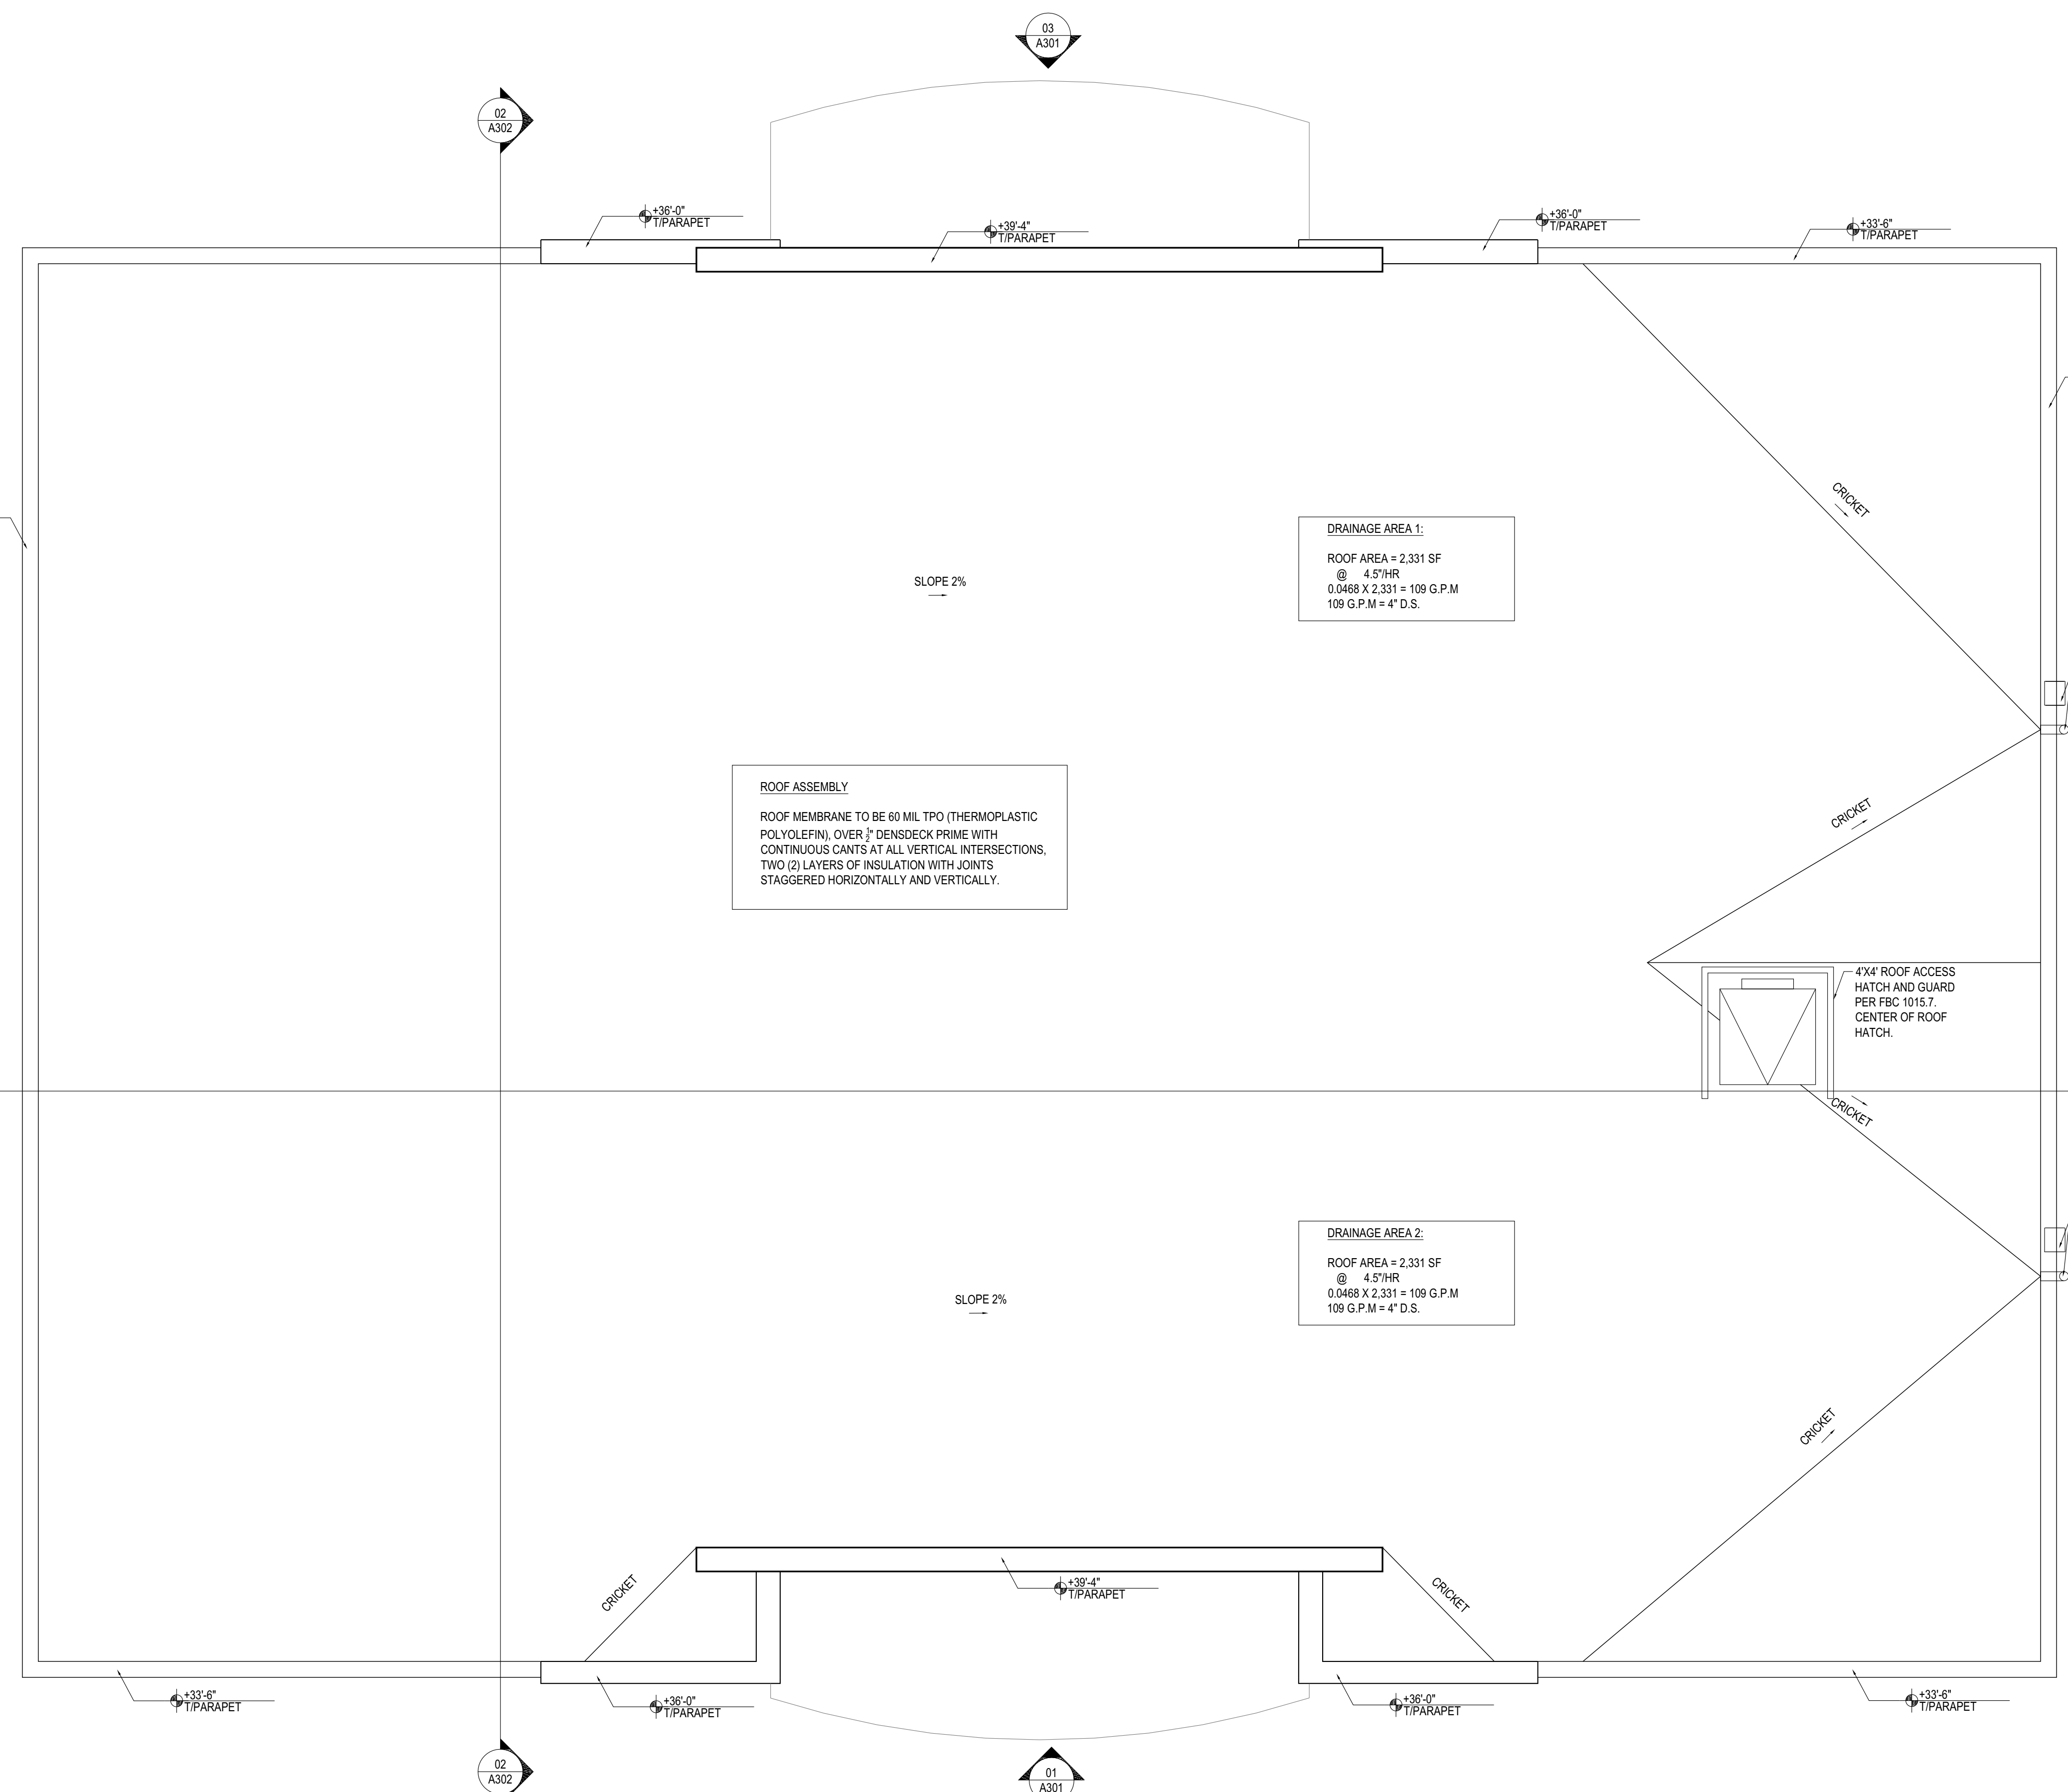 03
A301
02
A302
+36'-0"
T/PARAPET
+39'-4"
T/PARAPET
+36'-0"
T/PARAPET
+33'-6"
T/PARAPET
CRICKET
DRAINAGE AREA 1:
ROOF AREA = 2,331 SF
@ 4.5"/HR
0.0468 X 2,331 = 109 G.P.M
109 G.P.M = 4" D.S.
SLOPE 2%
ROOF ASSEMBLY
ROOF MEMBRANE TO BE 60 MIL TPO (THERMOPLASTIC
POLYOLEFIN), OVER ½" DENSDECK PRIME WITH
CONTINUOUS CANTS AT ALL VERTICAL INTERSECTIONS,
TWO (2) LAYERS OF INSULATION WITH JOINTS
STAGGERED HORIZONTALLY AND VERTICALLY.
CRICKET
4'X4' ROOF ACCESS
HATCH AND GUARD
PER FBC 1015.7.
CENTER OF ROOF
HATCH.
CRICKET
DRAINAGE AREA 2:
ROOF AREA = 2,331 SF
@ 4.5"/HR
0.0468 X 2,331 = 109 G.P.M
109 G.P.M = 4" D.S.
SLOPE 2%
CRICKET
CRICKET
+39'-4"
T/PARAPET
CRICKET
+33'-6"
T/PARAPET
+36'-0"
T/PARAPET
+36'-0"
T/PARAPET
+33'-6"
T/PARAPET
02
A302
01
A301